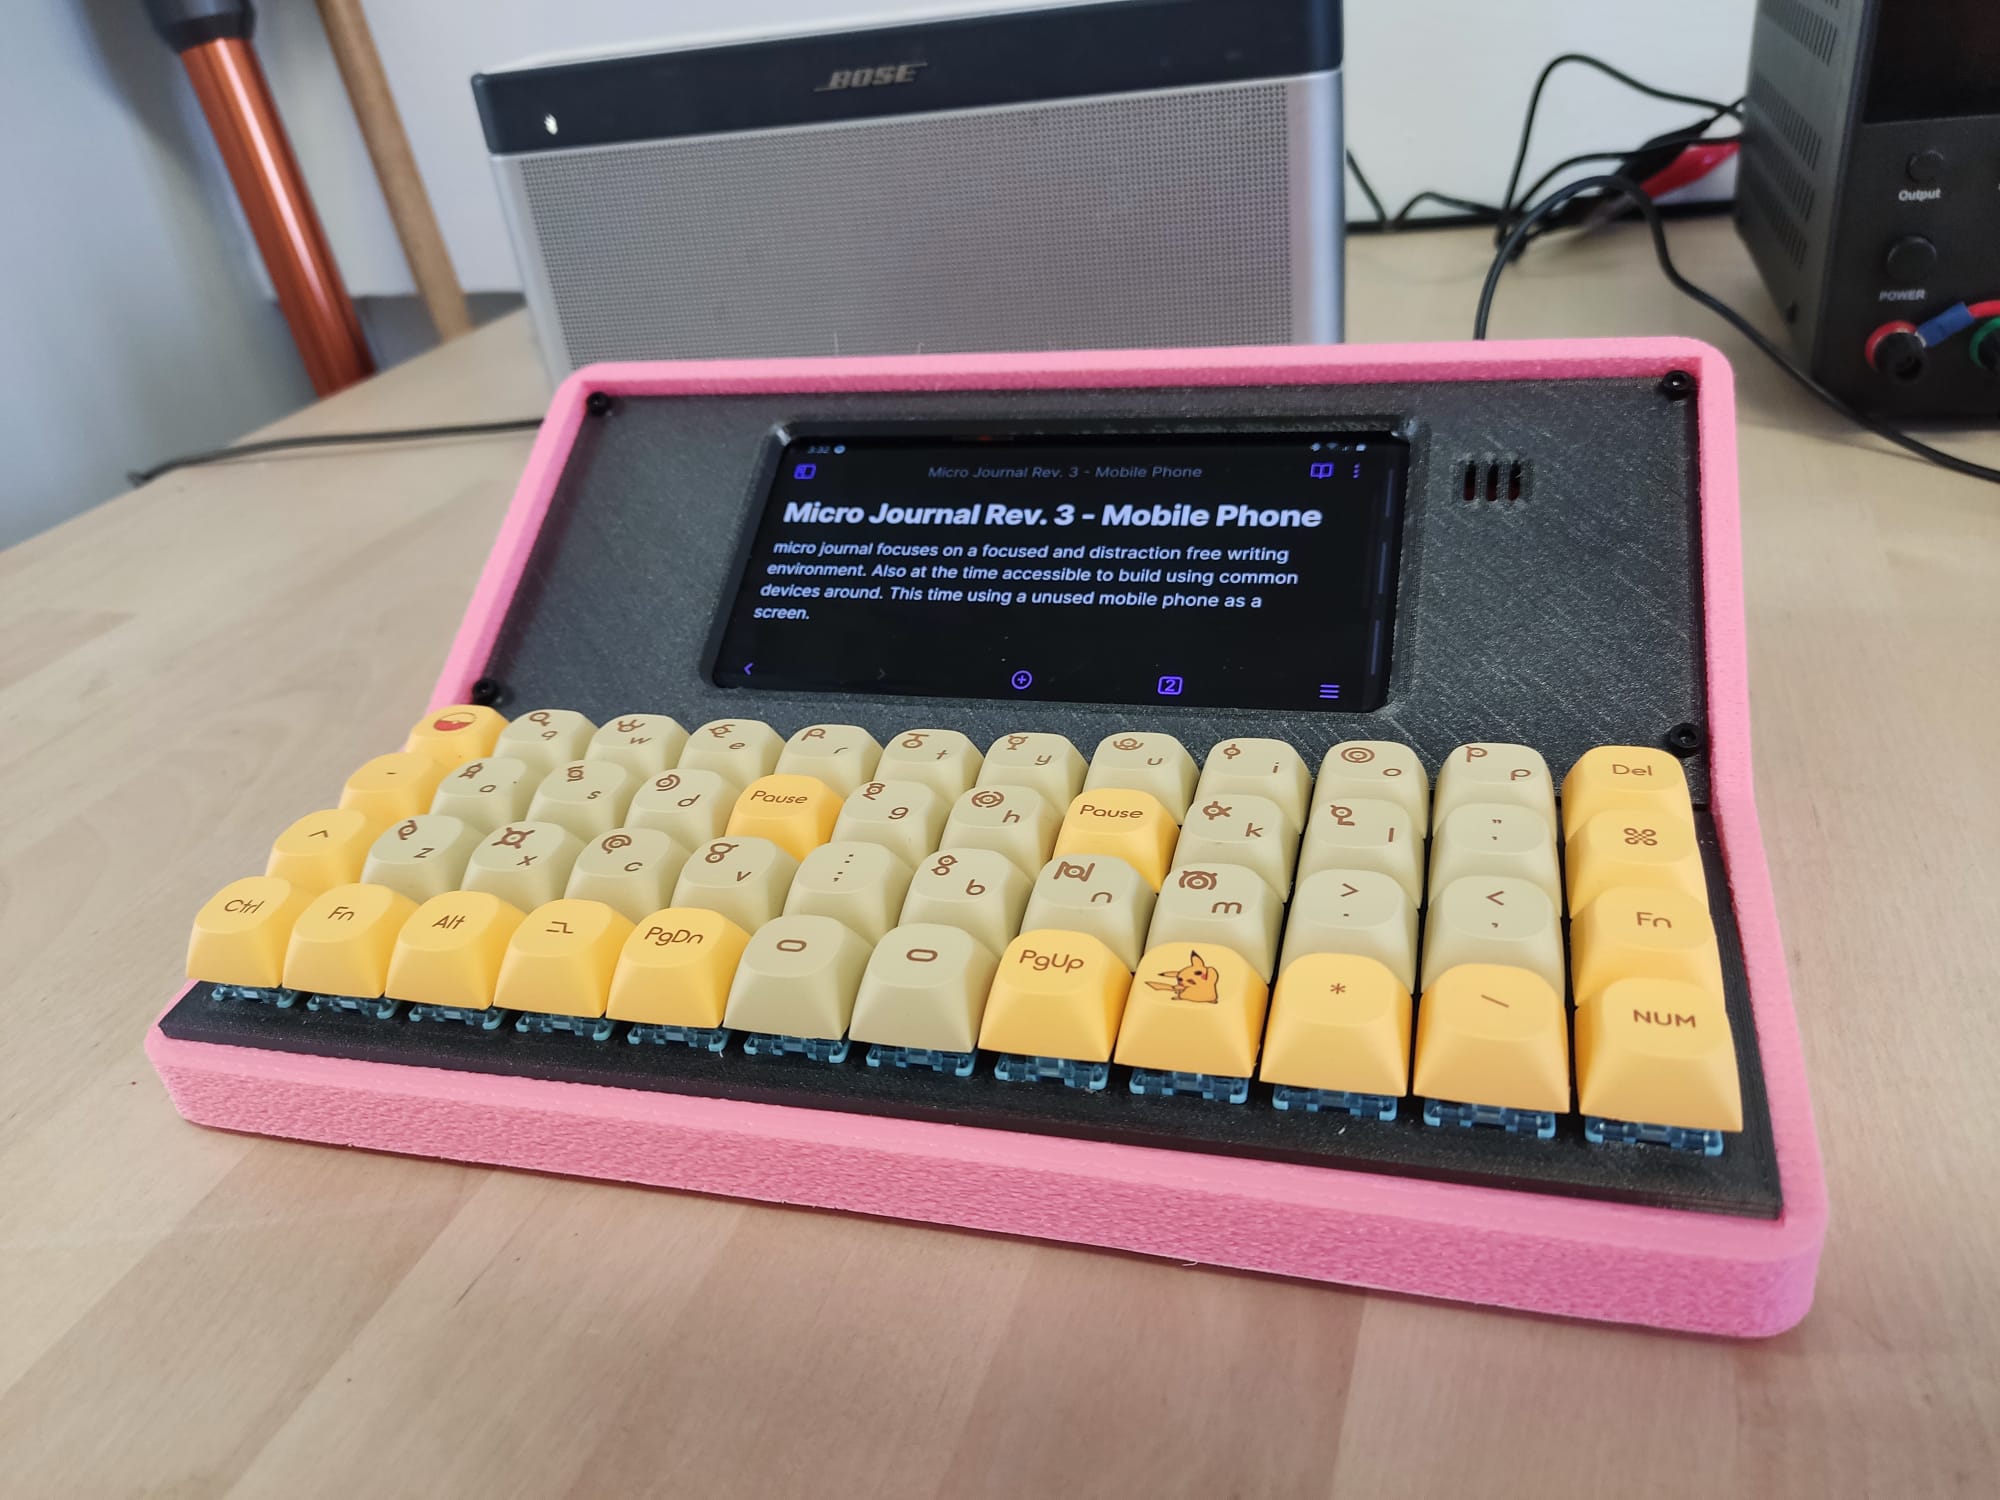 BOSE
Output
POWER
3:32
Micro Journal Rev. 3 - Mobile Phone
Micro Journal Rev. 3 - Mobile Phone
micro journal focuses on a focused and distraction free writing
environment. Also at the time accessible to build using common
devices around. This time using a unused mobile phone as a
screen.
2
q w e r t y u i o p Del
- a s d Pause g h Pause k l " ' ⌘
^ z x c v : ; b n m > . < , Fn
Ctrl Fn Alt PgDn PgUp * / NUM